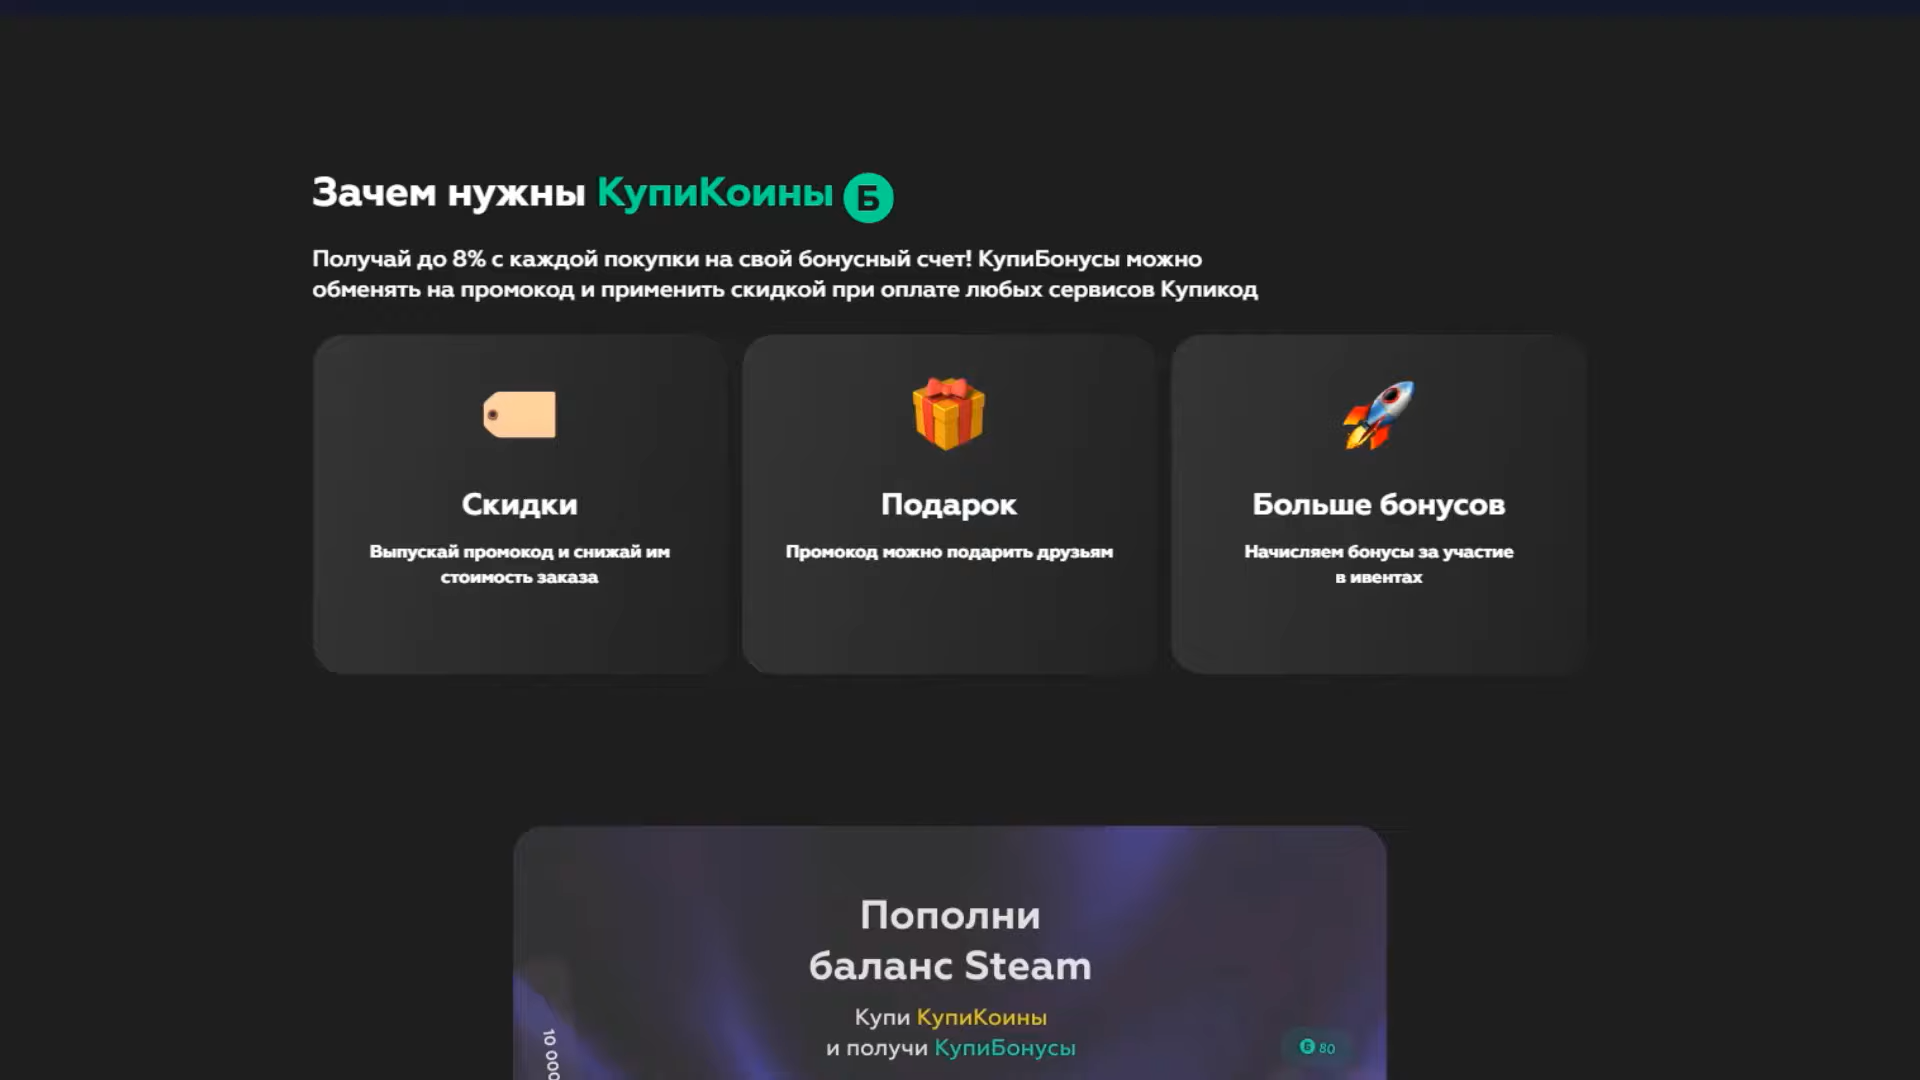 Зачем нужны КупиКоины Б
Получай до 8% с каждой покупки на свой бонусный счет! КупиБонусы можно
обменять на промокод и применить скидкой при оплате любых сервисов Купикод
Скидки
Выпускай промокод и снижай им
стоимость заказа
Подарок
Промокод можно подарить друзьям
Больше бонусов
Начисляем бонусы за участие
в ивентах
Пополни
баланс Steam
Купи КупиКоины
и получи КупиБонусы
Б 80
10 000